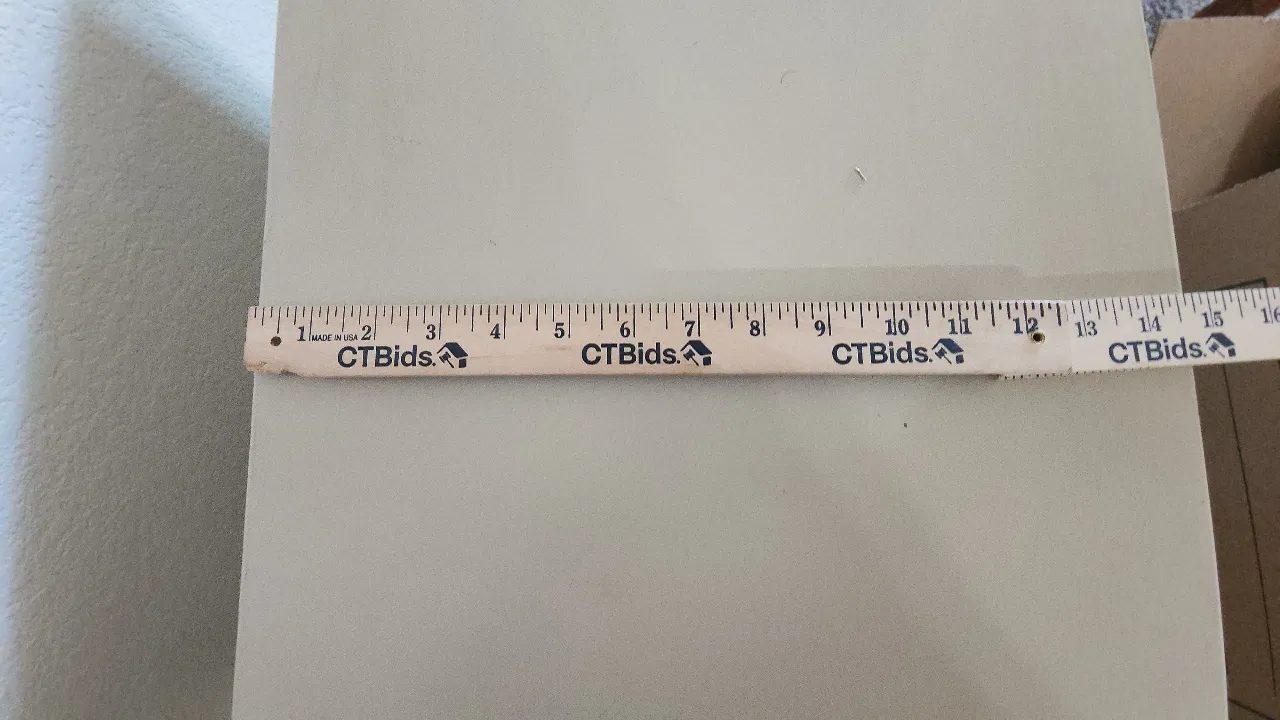 1 MADE IN USA 2 3 4 5 6 7 8 9 10 11 12 13 14 15 16
CTBids. CTBids. CTBids. CTBids.